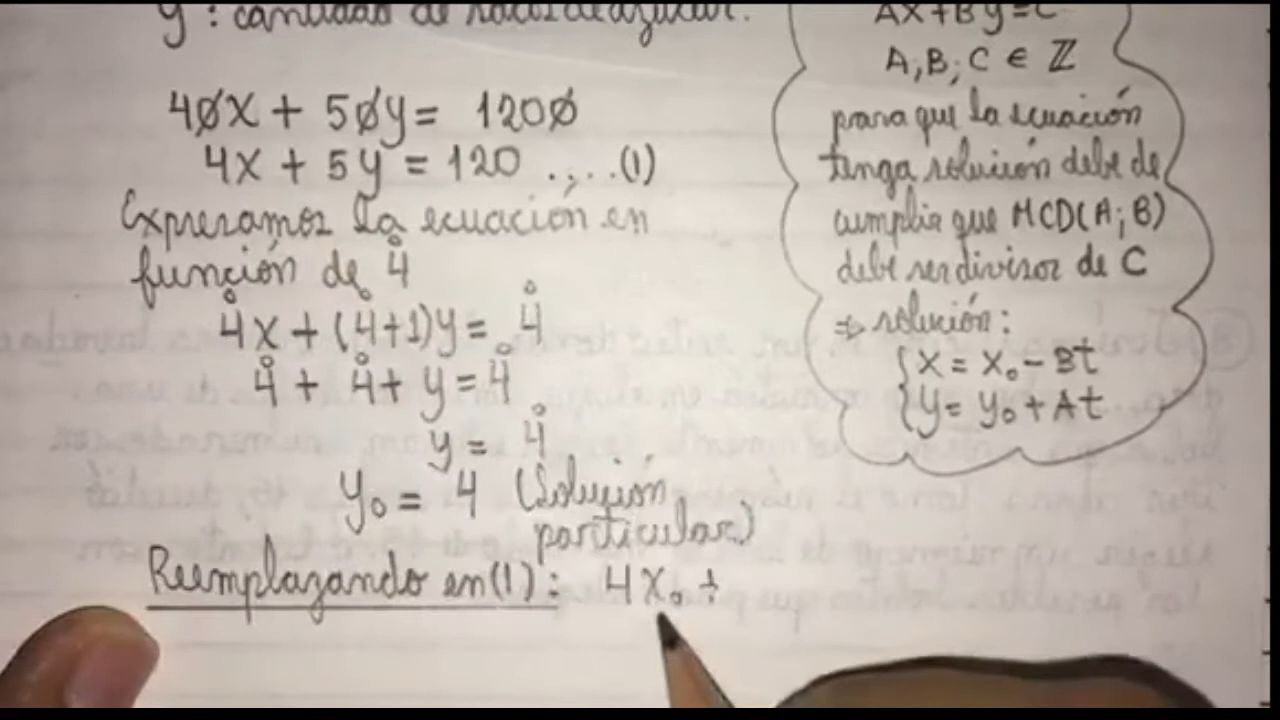 y: cantidad de sacos de azúcar.
40x + 50y = 1200
4x + 5y = 120 ..,..(1)
Expresamos la ecuación en
función de 4̊
4̊x + (4̊+1)y = 4̊
4̊ + 4̊ + y = 4̊
y = 4̊
y₀ = 4 (Solución
particular)
Reemplazando en(1): 4x₀ +
AX+BY=C
A;B;C ∈ ℤ
para que la ecuación
tenga solución debe de
cumplir que MCD(A;B)
debe ser divisor de C
⇒ solución:
{x = x₀ - Bt
{y = y₀ + At